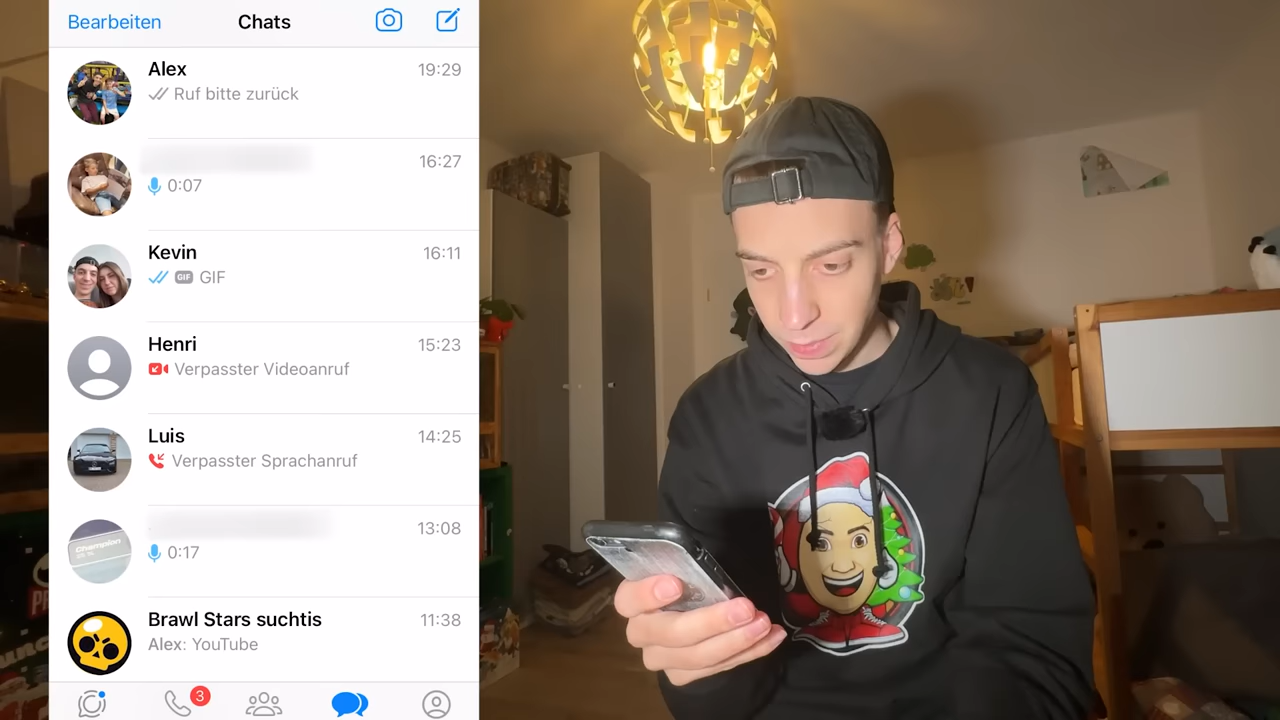 Bearbeiten Chats
Alex 19:29
Ruf bitte zurück
16:27
0:07
Kevin 16:11
GIF GIF
Henri 15:23
Verpasster Videoanruf
Luis 14:25
Verpasster Sprachanruf
13:08
Champion
0:17
Brawl Stars suchtis 11:38
Alex: YouTube
3